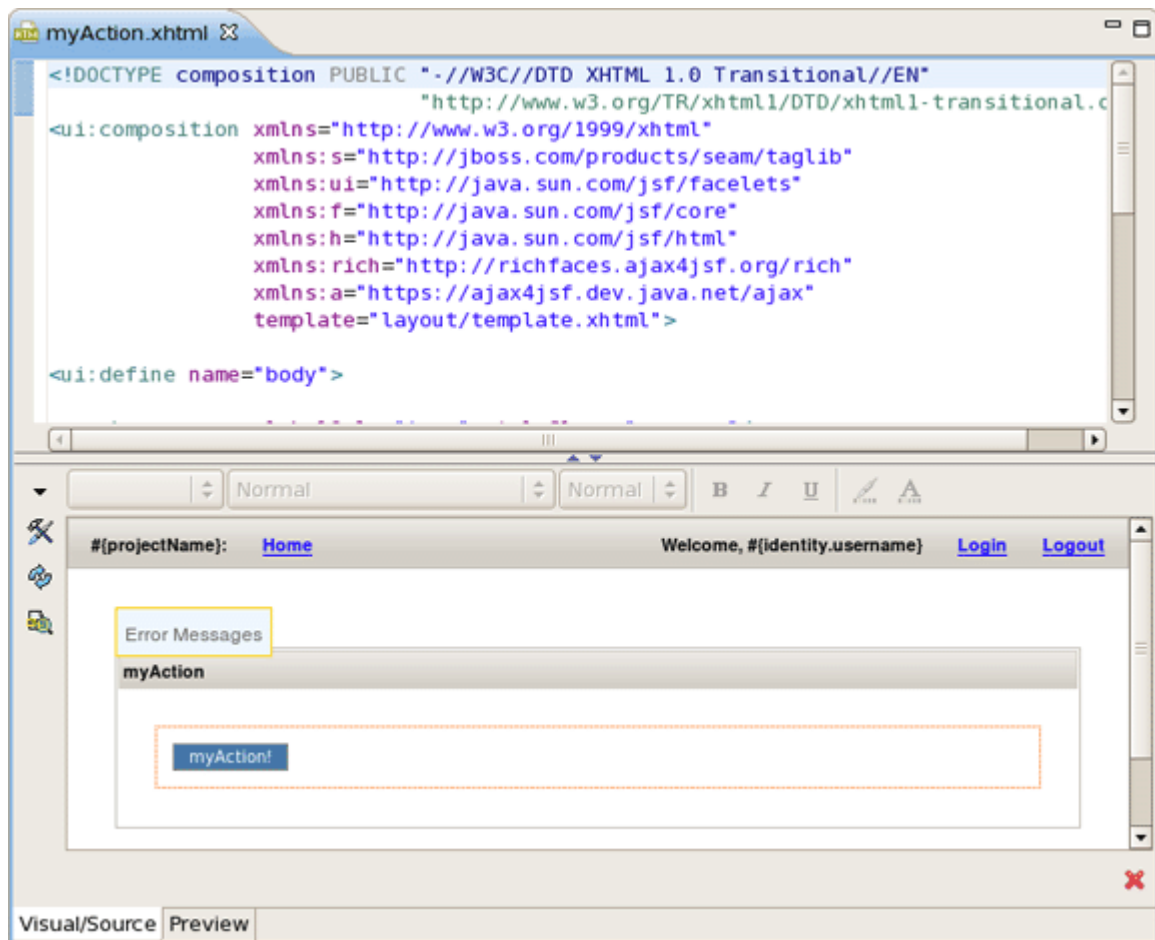 myAction.xhtml
<!DOCTYPE composition PUBLIC "-//W3C//DTD XHTML 1.0 Transitional//EN"
"http://www.w3.org/TR/xhtml1/DTD/xhtml1-transitional.
<ui:composition xmlns="http://www.w3.org/1999/xhtml"
xmlns:s="http://jboss.com/products/seam/taglib"
xmlns:ui="http://java.sun.com/jsf/facelets"
xmlns:f="http://java.sun.com/jsf/core"
xmlns:h="http://java.sun.com/jsf/html"
xmlns:rich="http://richfaces.ajax4jsf.org/rich"
xmlns:a="https://ajax4jsf.dev.java.net/ajax"
template="layout/template.xhtml">
<ui:define name="body">
Normal Normal B I U A
#{projectName}: Home Welcome, #{identity.username} Login Logout
Error Messages
myAction
myAction!
Visual/Source Preview